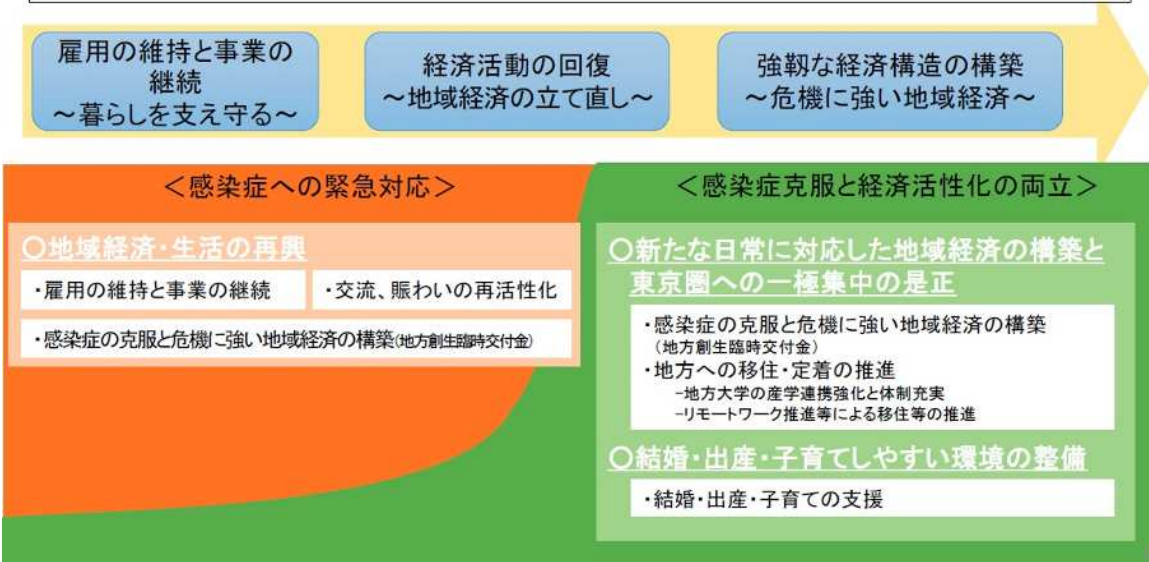 雇用の維持と事業の
継続
～暮らしを支え守る～
経済活動の回復
～地域経済の立て直し～
強靱な経済構造の構築
～危機に強い地域経済～
＜感染症への緊急対応＞
○地域経済・生活の再興
・雇用の維持と事業の継続
・交流、賑わいの再活性化
・感染症の克服と危機に強い地域経済の構築(地方創生臨時交付金)
＜感染症克服と経済活性化の両立＞
○新たな日常に対応した地域経済の構築と
東京圏への一極集中の是正
・感染症の克服と危機に強い地域経済の構築
（地方創生臨時交付金）
・地方への移住・定着の推進
－地方大学の産学連携強化と体制充実
－リモートワーク推進等による移住等の推進
○結婚・出産・子育てしやすい環境の整備
・結婚・出産・子育ての支援